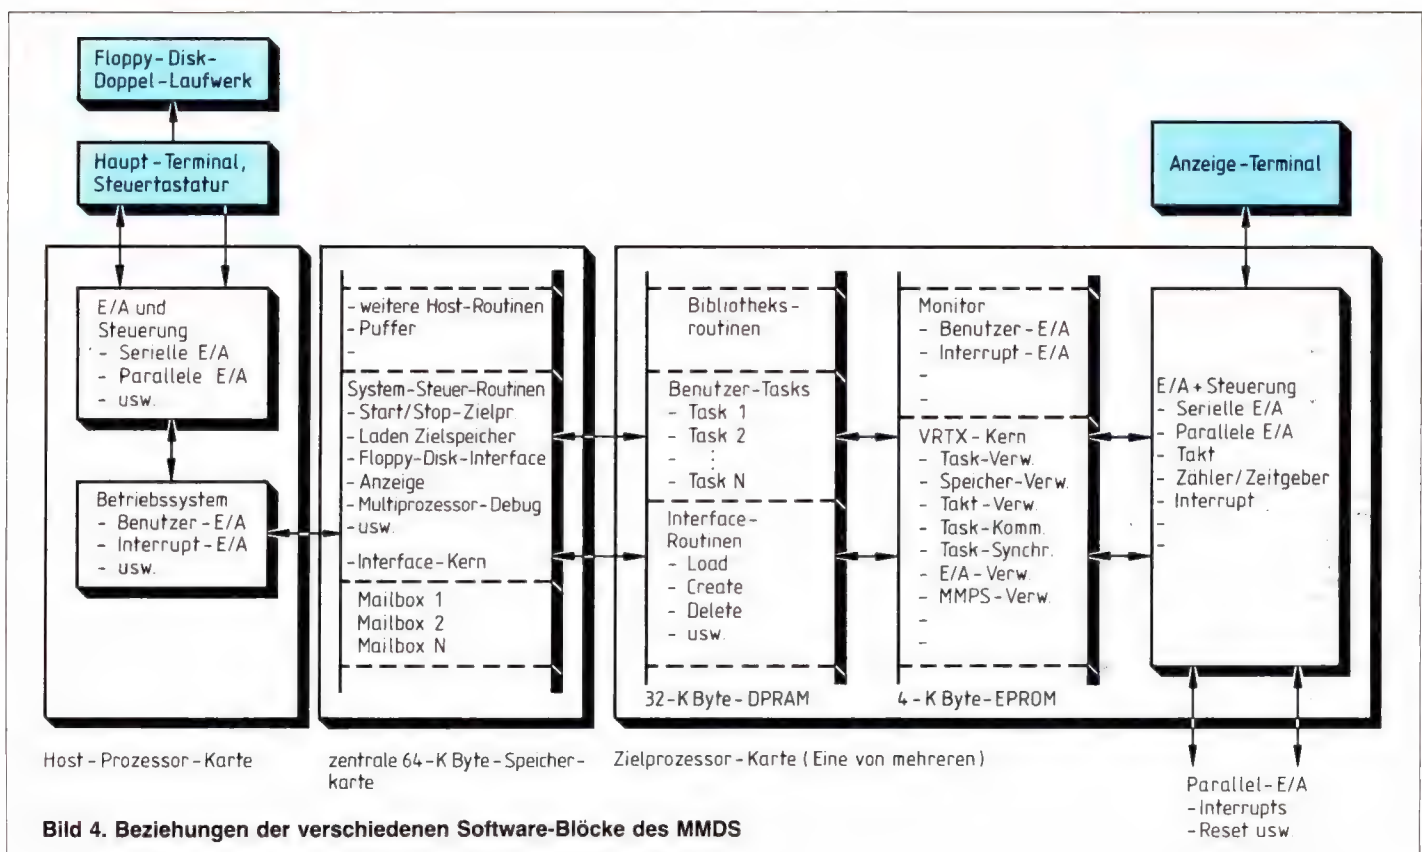 Floppy-Disk-
Doppel-Laufwerk
Haupt-Terminal,
Steuertastatur
Anzeige-Terminal
E/A und
Steuerung
- Serielle E/A
- Parallele E/A
- usw.
Betriebssystem
- Benutzer-E/A
- Interrupt-E/A
- usw.
- weitere Host-Routinen
- Puffer
-
System-Steuer-Routinen
- Start/Stop-Zielpr.
- Laden Zielspeicher
- Floppy-Disk-Interface
- Anzeige
- Multiprozessor-Debug
- usw.
- Interface-Kern
Mailbox 1
Mailbox 2
Mailbox N
Bibliotheks-
routinen
Benutzer-Tasks
- Task 1
- Task 2
- ⋮
- Task N
Interface-
Routinen
- Load
- Create
- Delete
- usw.
32-K Byte-DPRAM
Monitor
- Benutzer-E/A
- Interrupt-E/A
-
-
VRTX-Kern
- Task-Verw.
- Speicher-Verw.
- Takt-Verw.
- Task-Komm.
- Task-Synchr.
- E/A-Verw.
- MMPS-Verw.
-
-
4-K Byte-EPROM
E/A + Steuerung
- Serielle E/A
- Parallele E/A
- Takt
- Zähler/Zeitgeber
- Interrupt
-
-
Host-Prozessor-Karte
zentrale 64-K Byte-Speicher-
karte
Zielprozessor-Karte (Eine von mehreren)
Parallel-E/A
- Interrupts
- Reset usw.
Bild 4. Beziehungen der verschiedenen Software-Blöcke des MMDS